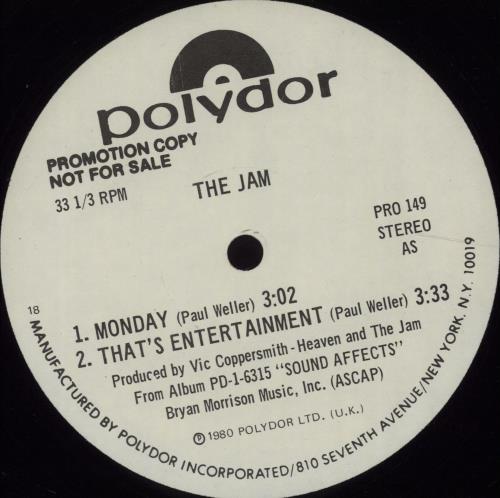 polydor
PROMOTION COPY
NOT FOR SALE
33 1/3 RPM
THE JAM
PRO 149
STEREO
AS
18
1. MONDAY (Paul Weller) 3:02
2. THAT'S ENTERTAINMENT (Paul Weller) 3:33
Produced by Vic Coppersmith-Heaven and The Jam
From Album PD-1-6315 "SOUND AFFECTS"
Bryan Morrison Music, Inc. (ASCAP)
℗ 1980 POLYDOR LTD. (U.K.)
MANUFACTURED BY POLYDOR INCORPORATED/810 SEVENTH AVENUE/NEW YORK. N.Y. 10019